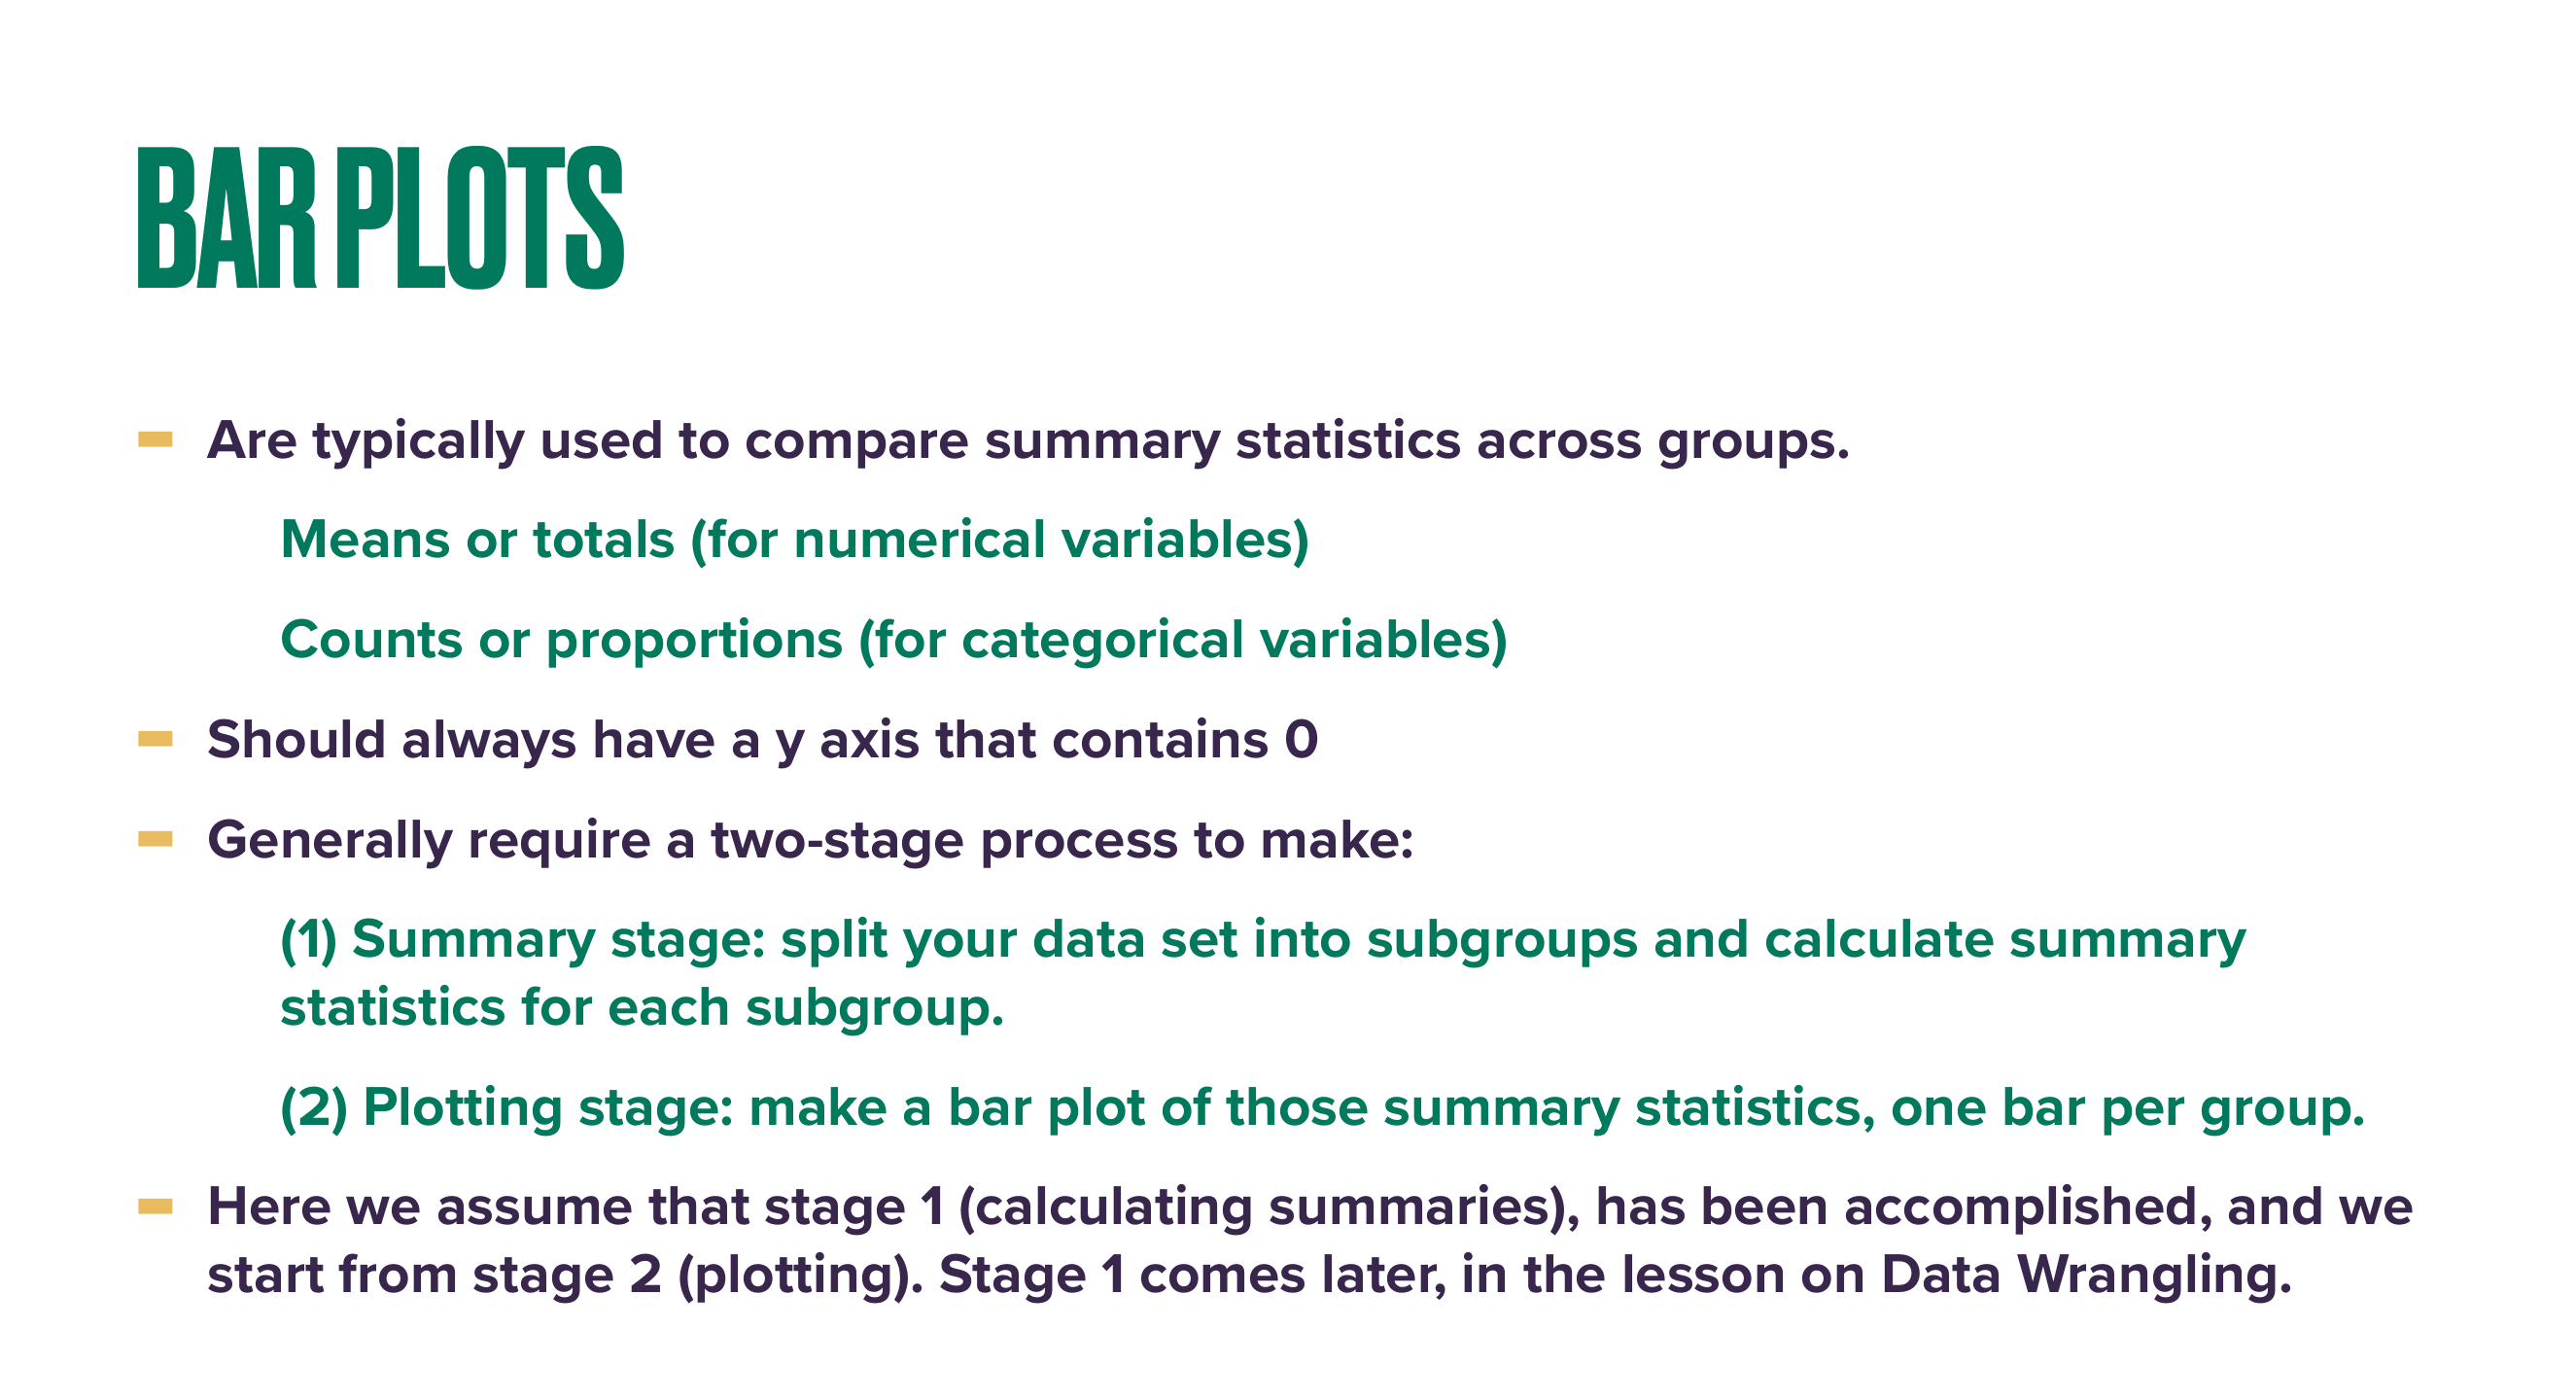 BAR PLOTS
Are typically used to compare summary statistics across groups.
Means or totals (for numerical variables)
Counts or proportions (for categorical variables)
Should always have a y axis that contains 0
Generally require a two-stage process to make:
(1) Summary stage: split your data set into subgroups and calculate summary
statistics for each subgroup.
(2) Plotting stage: make a bar plot of those summary statistics, one bar per group.
Here we assume that stage 1 (calculating summaries), has been accomplished, and we
start from stage 2 (plotting). Stage 1 comes later, in the lesson on Data Wrangling.